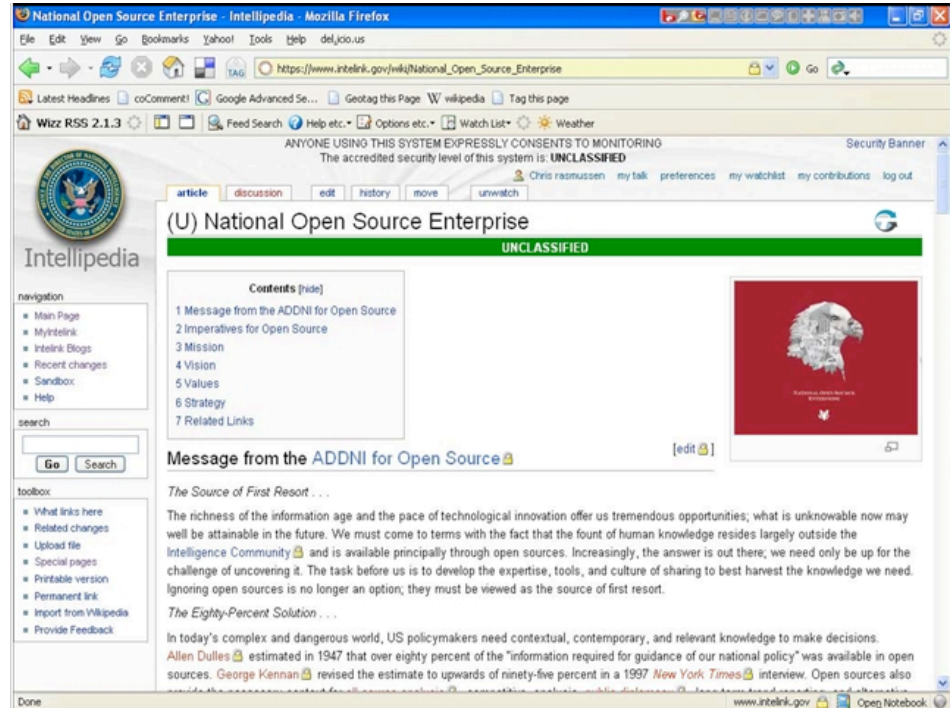 National Open Source Enterprise - Intellipedia - Mozilla Firefox
File Edit View Go Bookmarks Yahoo! Tools Help del.icio.us
TAG https://www.intelink.gov/wiki/National_Open_Source_Enterprise Go
Latest Headlines coComment! Google Advanced Se... Geotag this Page wikipedia Tag this page
Wizz RSS 2.1.3 Feed Search Help etc. Options etc. Watch List Weather
ANYONE USING THIS SYSTEM EXPRESSLY CONSENTS TO MONITORING Security Banner
The accredited security level of this system is: UNCLASSIFIED
Chris rasmussen my talk preferences my watchlist my contributions log out
article discussion edit history move unwatch
(U) National Open Source Enterprise
UNCLASSIFIED
Intellipedia
navigation
Main Page
MyIntelink
Intelink Blogs
Recent changes
Sandbox
Help
search
Go Search
toolbox
What links here
Related changes
Upload file
Special pages
Printable version
Permanent link
Import from Wikipedia
Provide Feedback
Contents [hide]
1 Message from the ADDNI for Open Source
2 Imperatives for Open Source
3 Mission
4 Vision
5 Values
6 Strategy
7 Related Links
NATIONAL OPEN SOURCE
ENTERPRISE
Message from the ADDNI for Open Source [edit]
The Source of First Resort . . .
The richness of the information age and the pace of technological innovation offer us tremendous opportunities; what is unknowable now may
well be attainable in the future. We must come to terms with the fact that the fount of human knowledge resides largely outside the
Intelligence Community and is available principally through open sources. Increasingly, the answer is out there; we need only be up for the
challenge of uncovering it. The task before us is to develop the expertise, tools, and culture of sharing to best harvest the knowledge we need.
Ignoring open sources is no longer an option; they must be viewed as the source of first resort.
The Eighty-Percent Solution . . .
In today's complex and dangerous world, US policymakers need contextual, contemporary, and relevant knowledge to make decisions.
Allen Dulles estimated in 1947 that over eighty percent of the "information required for guidance of our national policy" was available in open
sources. George Kennan revised the estimate to upwards of ninety-five percent in a 1997 New York Times interview. Open sources also
Done www.intelink.gov Open Notebook